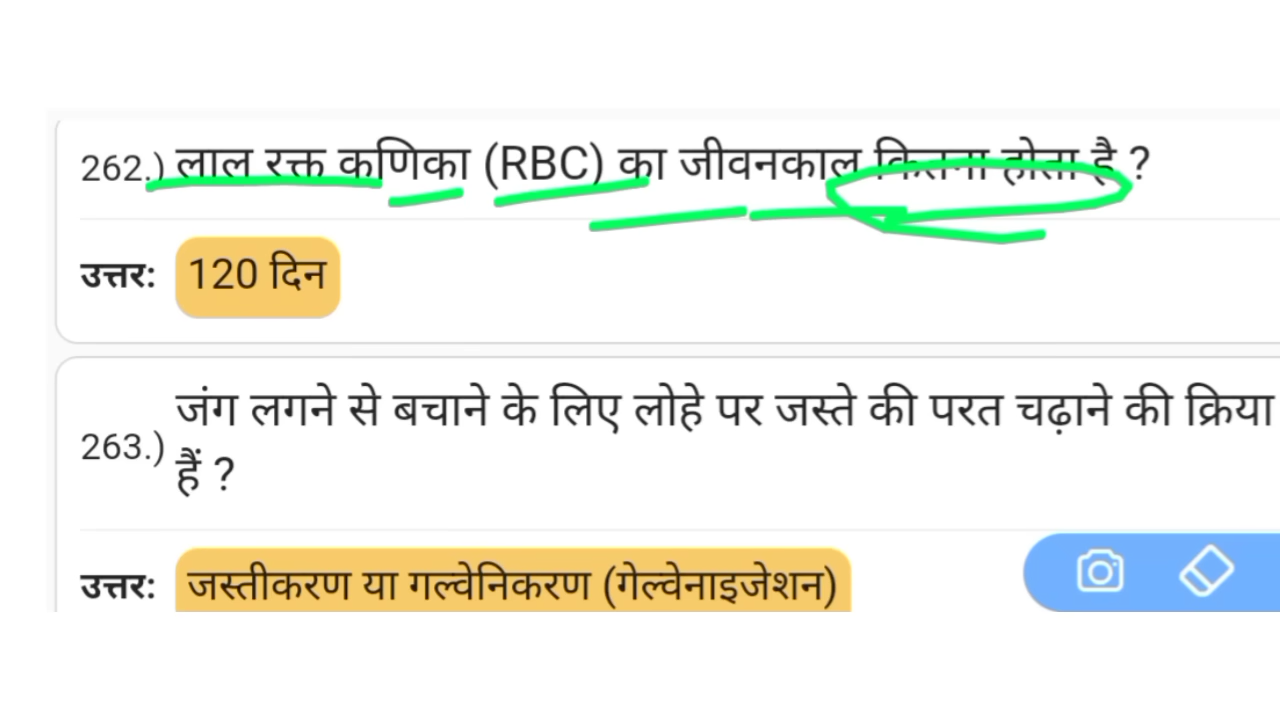 262.) लाल रक्त कणिका (RBC) का जीवनकाल कितना होता है ?
उत्तर: 120 दिन
263.) जंग लगने से बचाने के लिए लोहे पर जस्ते की परत चढ़ाने की क्रिया
हैं ?
उत्तर: जस्तीकरण या गल्वेनिकरण (गेल्वेनाइजेशन)